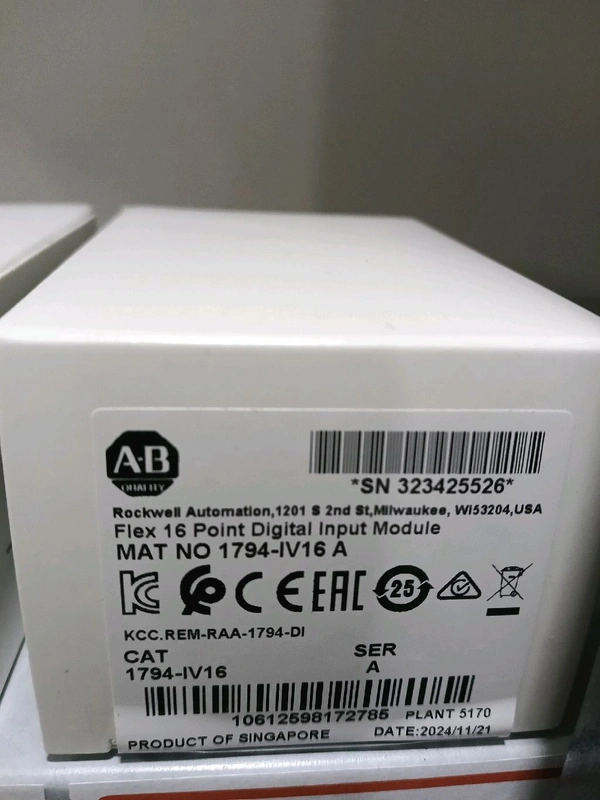 A·B
QUALITY
*SN 323425526*
Rockwell Automation,1201 S 2nd St,Milwaukee, WI53204,USA
Flex 16 Point Digital Input Module
MAT NO 1794-IV16 A
CE EAC 25
KCC.REM-RAA-1794-DI
CAT SER
1794-IV16 A
10612598172785 PLANT 5170
PRODUCT OF SINGAPORE DATE:2024/11/21